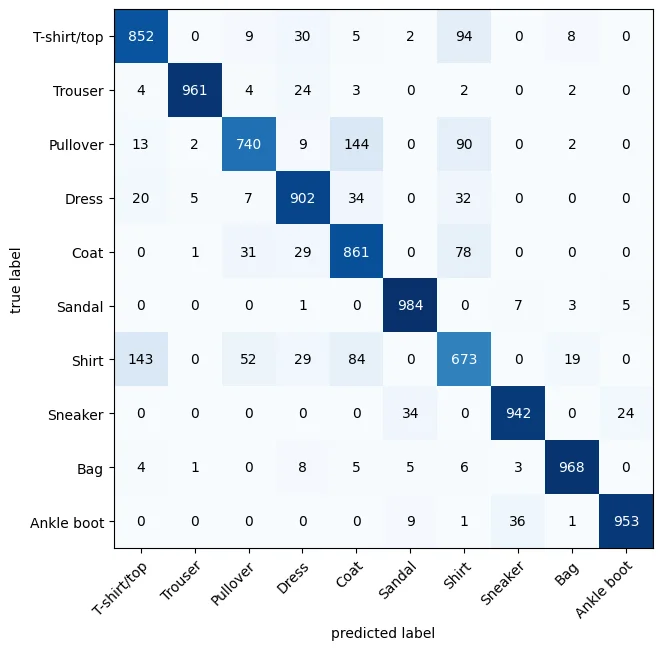 T-shirt/top 852 0 9 30 5 2 94 0 8 0
Trouser 4 961 4 24 3 0 2 0 2 0
Pullover 13 2 740 9 144 0 90 0 2 0
Dress 20 5 7 902 34 0 32 0 0 0
Coat 0 1 31 29 861 0 78 0 0 0
Sandal 0 0 0 1 0 984 0 7 3 5
Shirt 143 0 52 29 84 0 673 0 19 0
Sneaker 0 0 0 0 0 34 0 942 0 24
Bag 4 1 0 8 5 5 6 3 968 0
Ankle boot 0 0 0 0 0 9 1 36 1 953
true label
T-shirt/top Trouser Pullover Dress Coat Sandal Shirt Sneaker Bag Ankle boot
predicted label